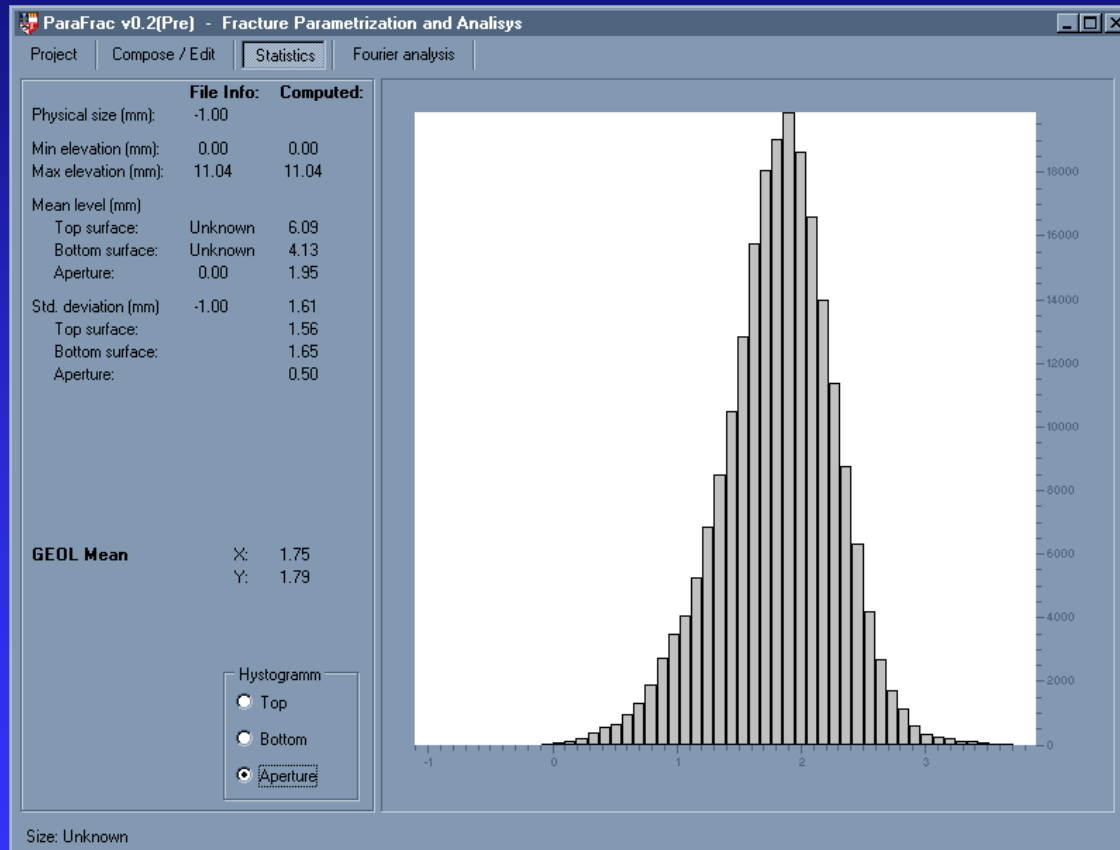 ParaFrac v0.2(Pre) - Fracture Parametrization and Analisys
Project Compose / Edit Statistics Fourier analysis
File Info: Computed:
Physical size (mm): -1.00
Min elevation (mm): 0.00 0.00
Max elevation (mm): 11.04 11.04
Mean level (mm)
Top surface: Unknown 6.09
Bottom surface: Unknown 4.13
Aperture: 0.00 1.95
Std. deviation (mm) -1.00 1.61
Top surface: 1.56
Bottom surface: 1.65
Aperture: 0.50
GEOL Mean X: 1.75
Y: 1.79
Hystogramm
Top
Bottom
Aperture
18000
16000
14000
12000
10000
8000
6000
4000
2000
0
-1 0 1 2 3
Size: Unknown